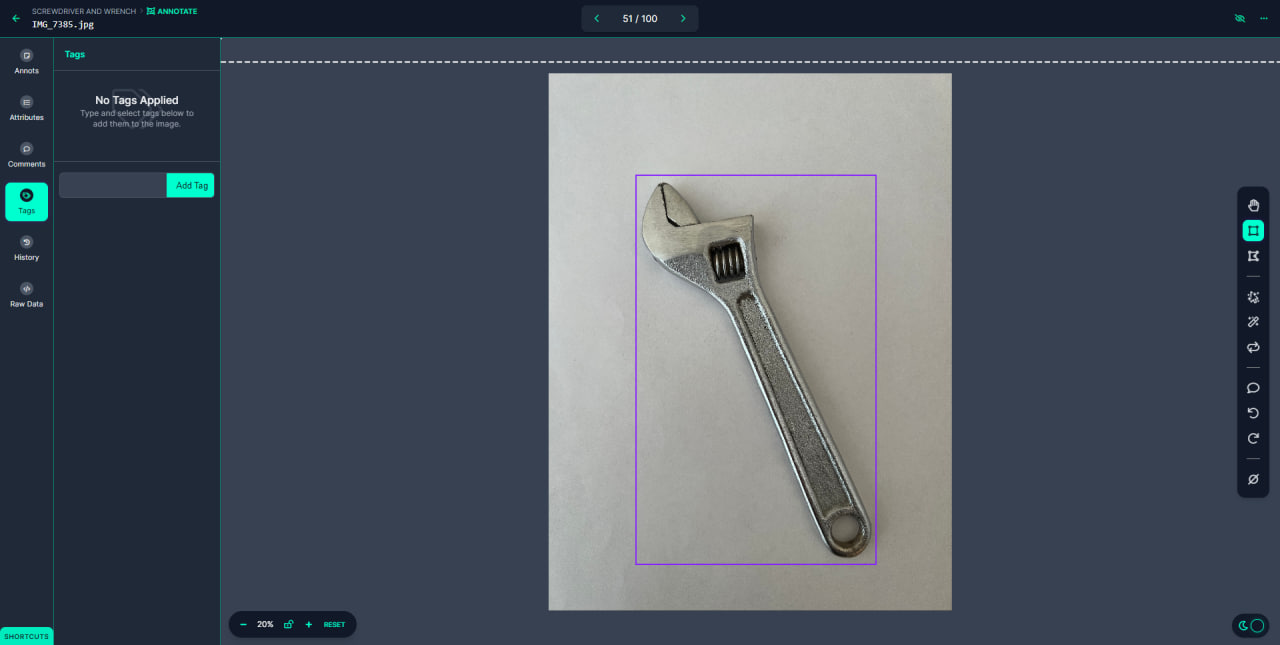 SCREWDRIVER AND WRENCH > ANNOTATE
IMG_7385.jpg
51 / 100
Annots
Attributes
Comments
Tags
History
Raw Data
SHORTCUTS
Tags
No Tags Applied
Type and select tags below to
add them to the image.
Add Tag
20%
RESET